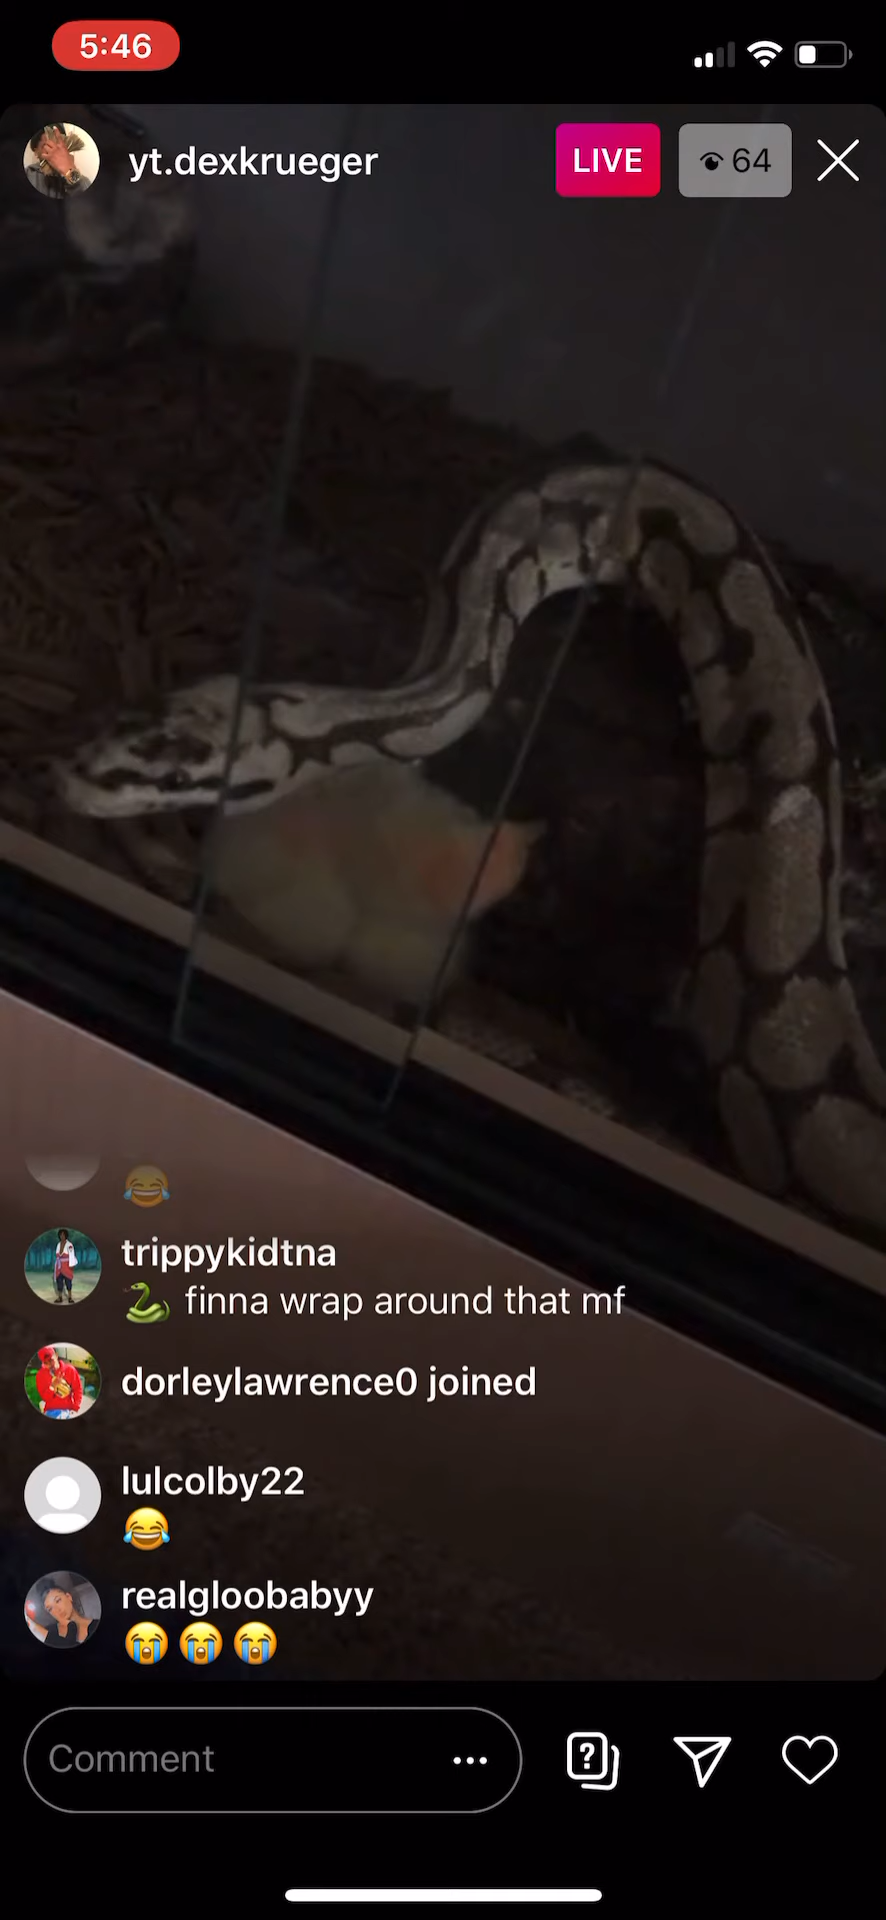 5:46
yt.dexkrueger
LIVE
64
😂
trippykidtna
🐍 finna wrap around that mf
dorleylawrence0 joined
lulcolby22
😂
realgloobabyy
😭😭😭
Comment
?